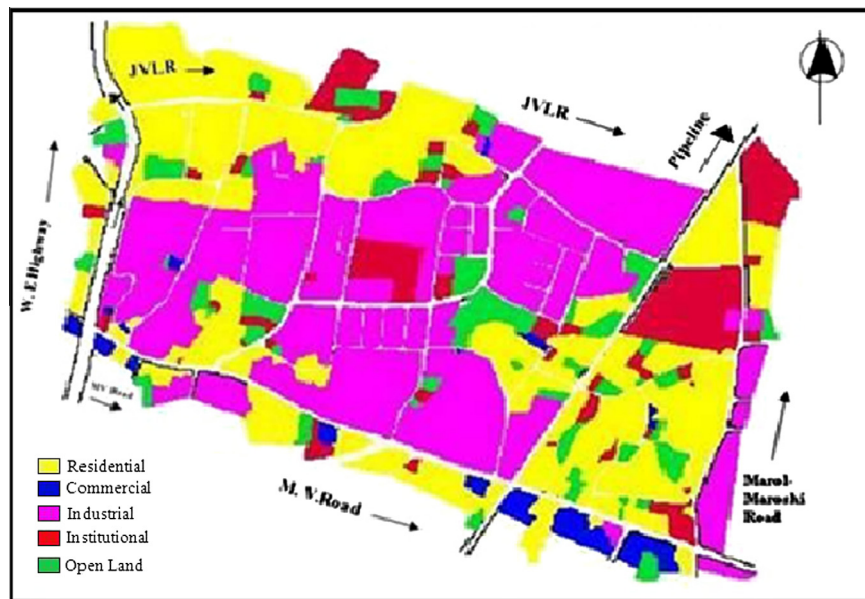 JVLR
JVLR
Pipeline
W. E Highway
MV Road
M. V. Road
Marol-
Maroshi
Road
Residential
Commercial
Industrial
Institutional
Open Land